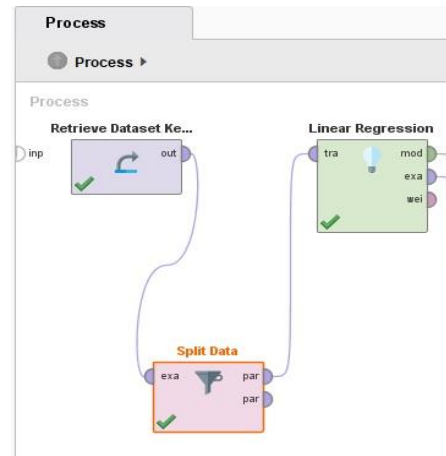 Process
Process
Process
Retrieve Dataset Ke...
inp
out
Linear Regression
tra
mod
exa
wei
Split Data
exa
par
par